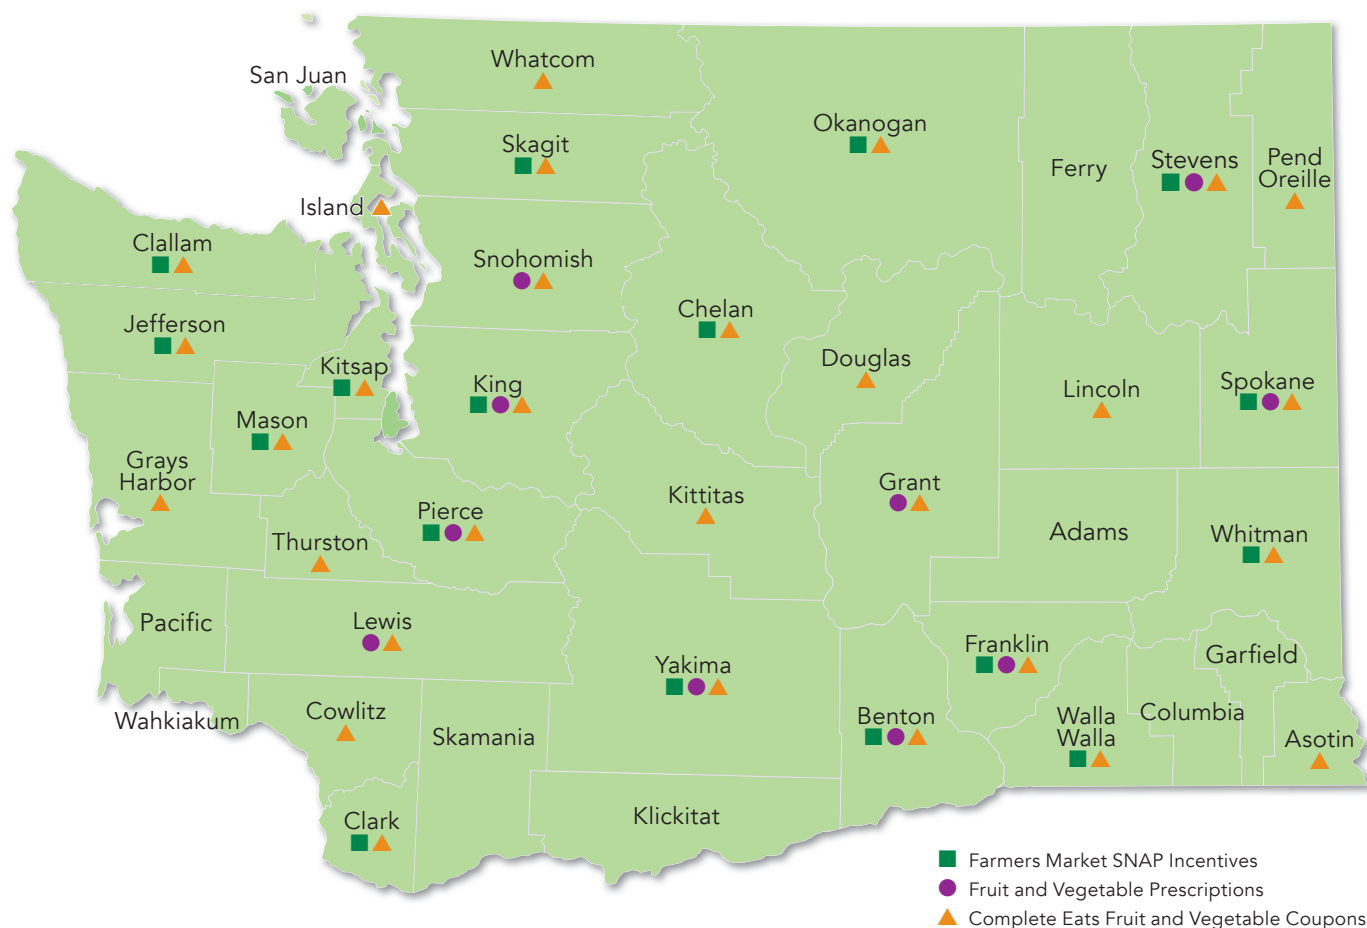 Whatcom
San Juan
Skagit
Okanogan
Ferry
Stevens
Pend
Oreille
Island
Clallam
Snohomish
Chelan
Jefferson
Kitsap
King
Douglas
Lincoln
Spokane
Mason
Grays
Harbor
Pierce
Kittitas
Grant
Adams
Whitman
Thurston
Pacific
Lewis
Yakima
Franklin
Garfield
Wahkiakum
Cowlitz
Skamania
Benton
Walla
Walla
Columbia
Asotin
Clark
Klickitat
Farmers Market SNAP Incentives
Fruit and Vegetable Prescriptions
Complete Eats Fruit and Vegetable Coupons